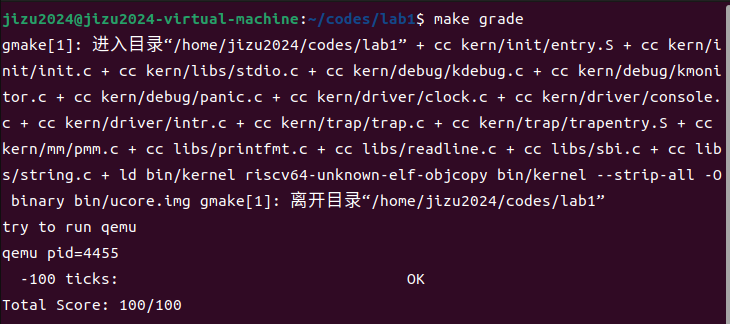 jizu2024@jizu2024-virtual-machine:~/codes/lab1$ make grade
gmake[1]: 进入目录“/home/jizu2024/codes/lab1” + cc kern/init/entry.S + cc kern/i
nit/init.c + cc kern/libs/stdio.c + cc kern/debug/kdebug.c + cc kern/debug/kmoni
tor.c + cc kern/debug/panic.c + cc kern/driver/clock.c + cc kern/driver/console.
c + cc kern/driver/intr.c + cc kern/trap/trap.c + cc kern/trap/trapentry.S + cc
kern/mm/pmm.c + cc libs/printfmt.c + cc libs/readline.c + cc libs/sbi.c + cc lib
s/string.c + ld bin/kernel riscv64-unknown-elf-objcopy bin/kernel --strip-all -O
 binary bin/ucore.img gmake[1]: 离开目录“/home/jizu2024/codes/lab1”
try to run qemu
qemu pid=4455
  -100 ticks:                                OK
Total Score: 100/100